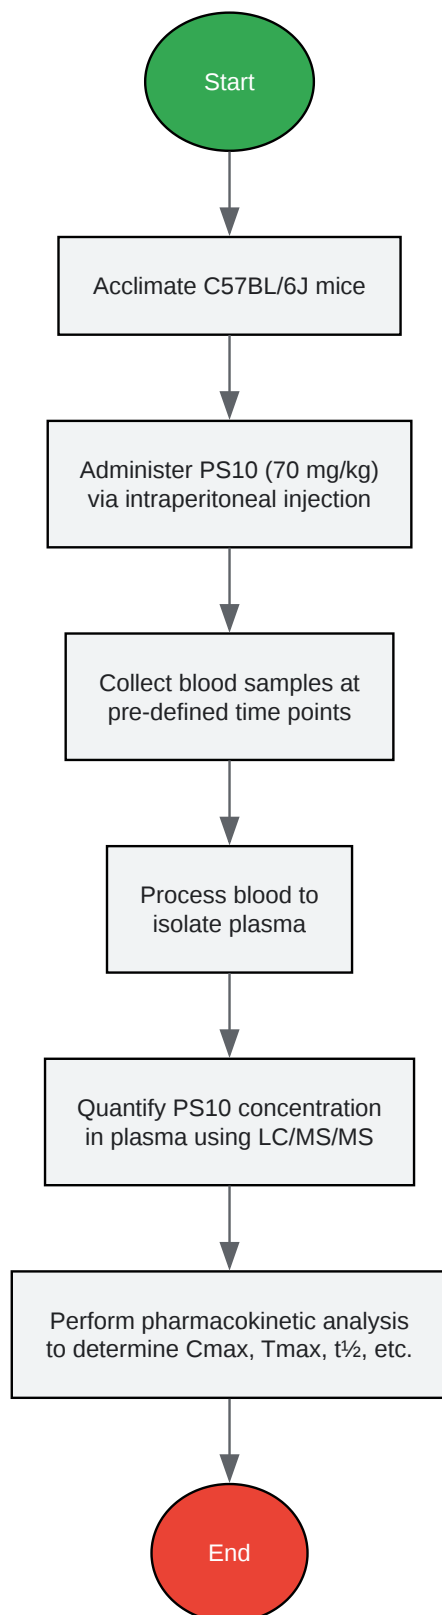 Start
Acclimate C57BL/6J mice
Administer PS10 (70 mg/kg)
via intraperitoneal injection
Collect blood samples at
pre-defined time points
Process blood to
isolate plasma
Quantify PS10 concentration
in plasma using LC/MS/MS
Perform pharmacokinetic analysis
to determine Cmax, Tmax, t½, etc.
End